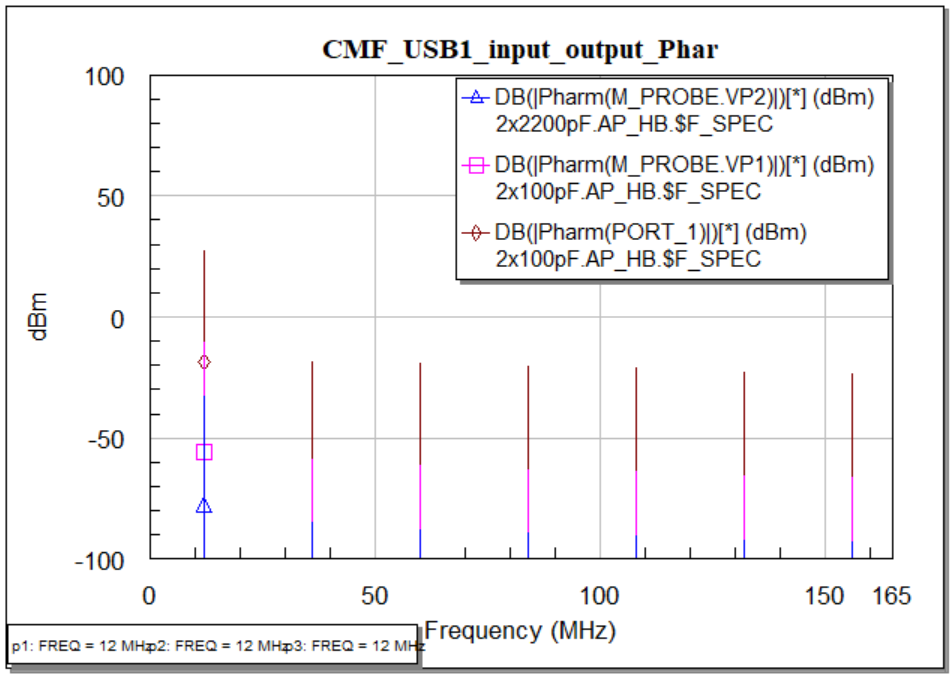 CMF_USB1_input_output_Phar
100
50
0
-50
-100
dBm
DB(|Pharm(M_PROBE.VP2)|)[*] (dBm)
2x2200pF.AP_HB.$F_SPEC
DB(|Pharm(M_PROBE.VP1)|)[*] (dBm)
2x100pF.AP_HB.$F_SPEC
DB(|Pharm(PORT_1)|)[*] (dBm)
2x100pF.AP_HB.$F_SPEC
0 50 100 150 165
Frequency (MHz)
p1: FREQ = 12 MHz p2: FREQ = 12 MHz p3: FREQ = 12 MHz